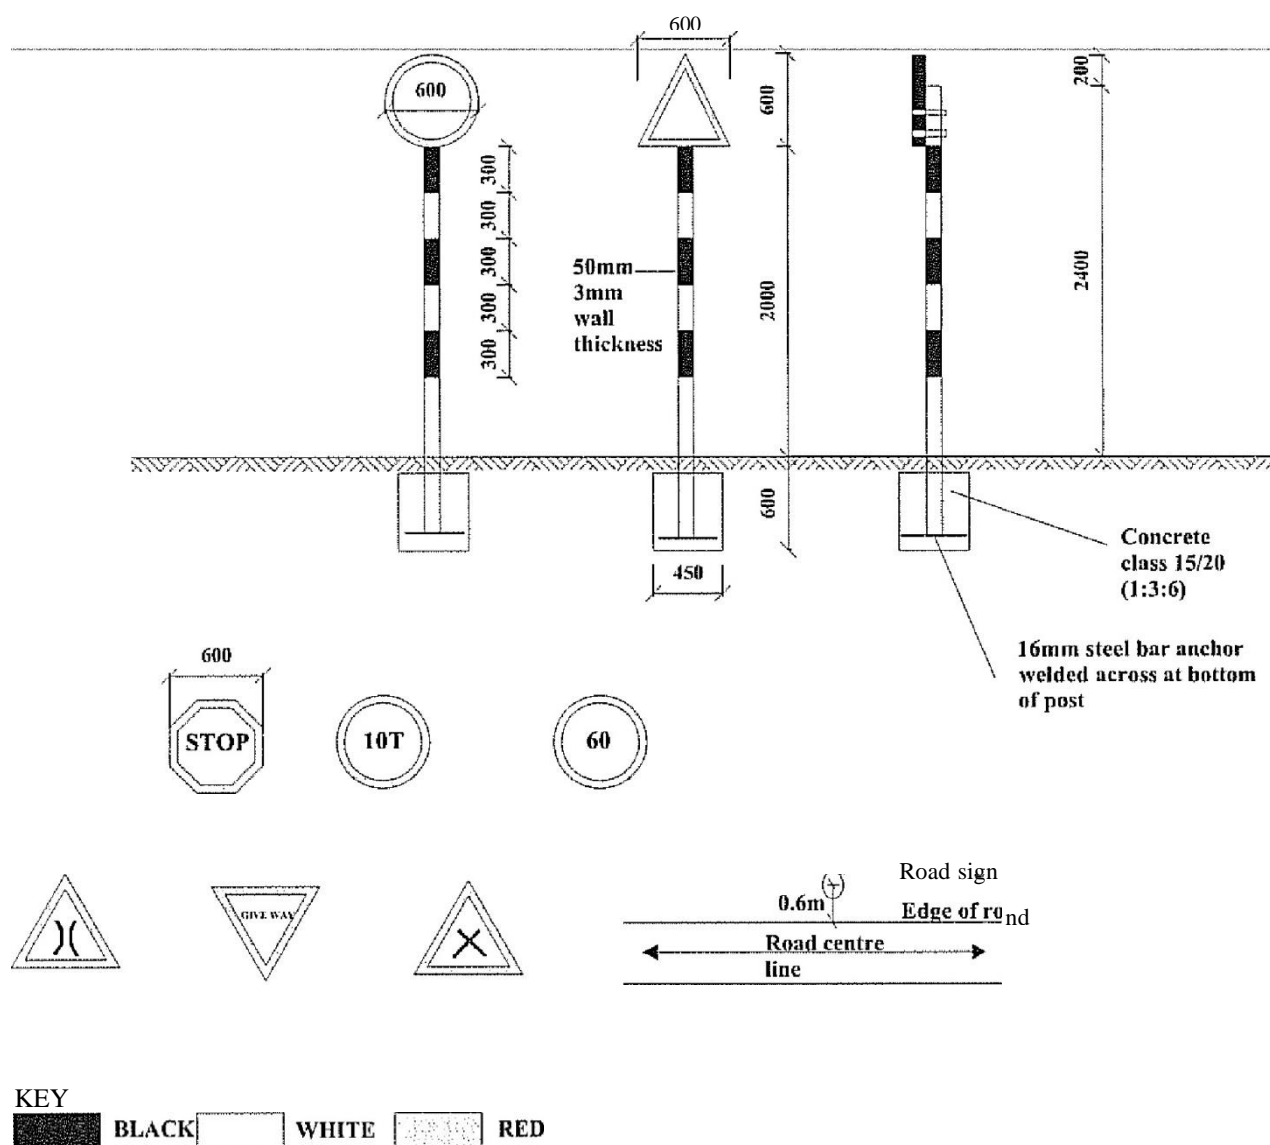 600
600
600
200
300
300
300
300
300
50mm
3mm
wall
thickness
2000
2400
600
450
Concrete
class 15/20
(1:3:6)
16mm steel bar anchor
welded across at bottom
of post
600
STOP
10T
60
GIVE WAY
Road sign
0.6m
Edge of rond
Road centre
line
KEY
BLACK WHITE RED